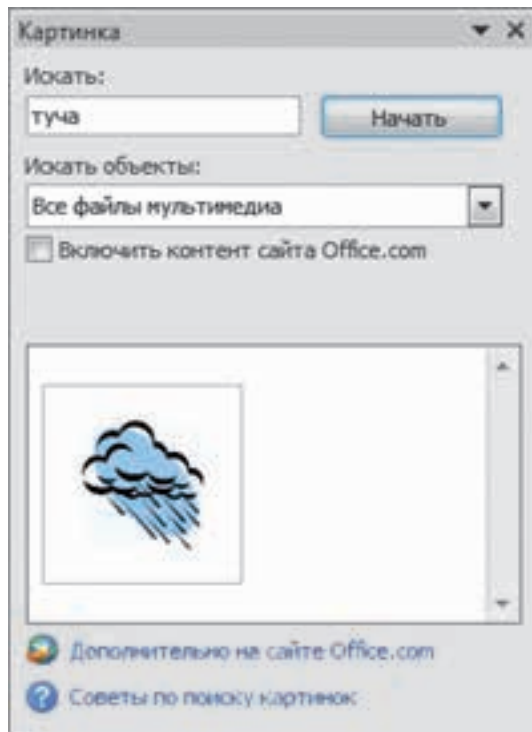 Картинка
Искать:
туча
Начать
Искать объекты:
Все файлы мультимедиа
Включить контент сайта Office.com
Дополнительно на сайте Office.com
Советы по поиску картинок